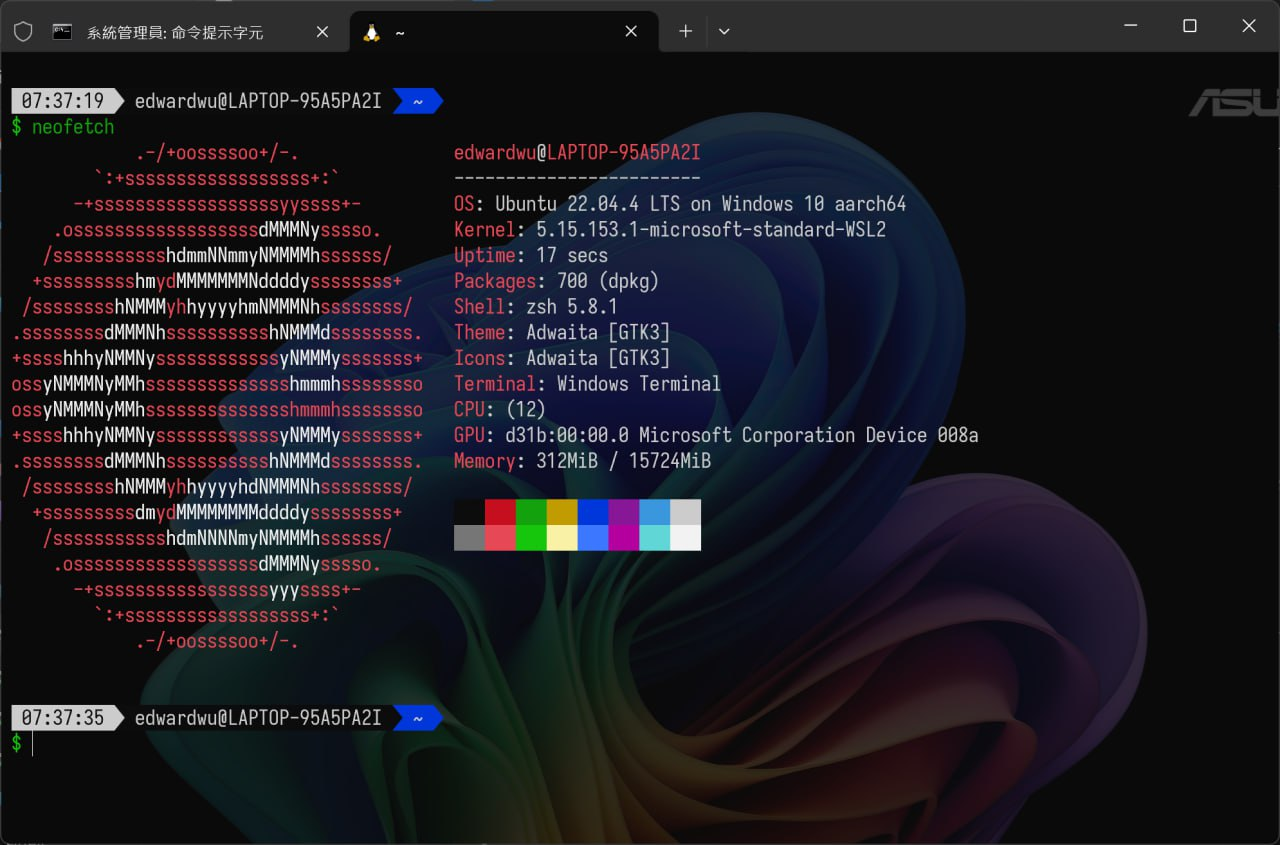 系統管理員: 命令提示字元
~
07:37:19 edwardwu@LAPTOP-95A5PA2I ~
$ neofetch
.-/+oossssoo+/-.
`:+ssssssssssssssssss+:`
-+ssssssssssssssssssyyssss+-
.ossssssssssssssssssdMMMNysssso.
/ssssssssssshdmmNNmmyNMMMMhssssss/
+ssssssssshmydMMMMMMMNddddyssssssss+
/sssssssshNMMMyhhyyyyhmNMMMNhssssssss/
.ssssssssdMMMNhsssssssssshNMMMdssssssss.
+sssshhhyNMMNyssssssssssssyNMMMysssssss+
ossyNMMMNyMMhsssssssssssssshmmmhssssssso
ossyNMMMNyMMhsssssssssssssshmmmhssssssso
+sssshhhyNMMNyssssssssssssyNMMMysssssss+
.ssssssssdMMMNhsssssssssshNMMMdssssssss.
/sssssssshNMMMyhhyyyyhdNMMMNhssssssss/
+sssssssssdmydMMMMMMMMddddyssssssss+
/ssssssssssshdmNNNNmyNMMMMhssssss/
.ossssssssssssssssssdMMMNysssso.
-+sssssssssssssssssyyyssss+-
`:+ssssssssssssssssss+:`
.-/+oossssoo+/-.
edwardwu@LAPTOP-95A5PA2I
------------------------
OS: Ubuntu 22.04.4 LTS on Windows 10 aarch64
Kernel: 5.15.153.1-microsoft-standard-WSL2
Uptime: 17 secs
Packages: 700 (dpkg)
Shell: zsh 5.8.1
Theme: Adwaita [GTK3]
Icons: Adwaita [GTK3]
Terminal: Windows Terminal
CPU: (12)
GPU: d31b:00:00.0 Microsoft Corporation Device 008a
Memory: 312MiB / 15724MiB
07:37:35 edwardwu@LAPTOP-95A5PA2I ~
$